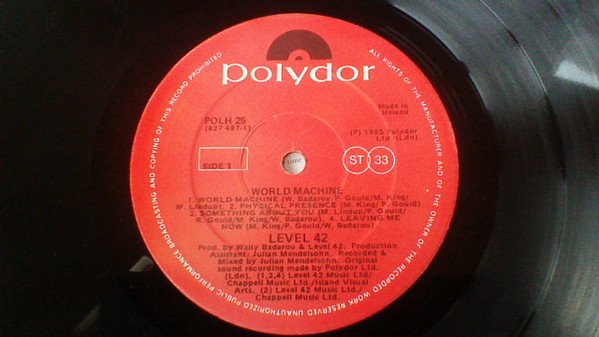 polydor
POLH 25
(827 487-1)
Made in
Ireland
(P) 1985 Polydor
Ltd. (Ldn)
SIDE 1
time
ST
33
WORLD MACHINE
1. WORLD MACHINE (W. Badarou/P. Gould/M. King/
M. Lindup). 2. PHYSICAL PRESENCE (M. King/P. Gould)
3. SOMETHING ABOUT YOU (M. Lindup/P. Gould/
R. Gould/M. King/W. Badarou). 4. LEAVING ME
NOW (M. King/W. Badarou)
LEVEL 42
Prod. by Wally Badarou & Level 42. Production
Assistant: Julian Mendelsohn. Recorded &
Mixed by Julian Mendelsohn. Original
sound recording made by Polydor Ltd.
(Ldn). (1,3,4) Level 42 Music Ltd./
Chappell Music Ltd./Island Visual
Arts. (2) Level 42 Music Ltd./
Chappell Music Ltd.
ALL RIGHTS OF THE MANUFACTURER AND OF THE OWNER OF THE RECORDED WORK RESERVED UNAUTHORIZED PUBLIC PERFORMANCE BROADCASTING AND COPYING OF THIS RECORD PROHIBITED